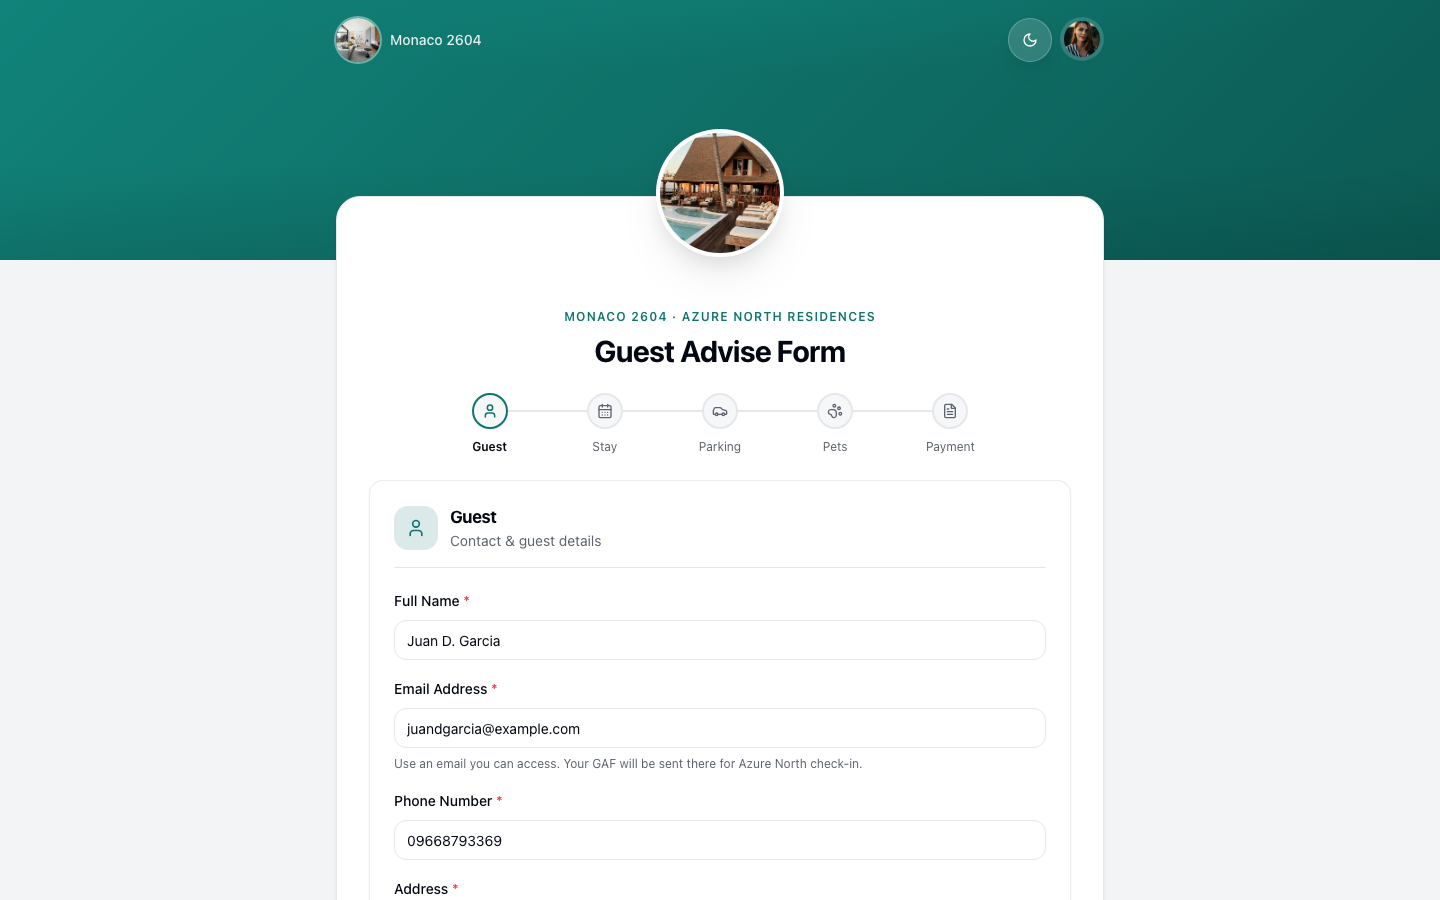 Monaco 2604
MONACO 2604 · AZURE NORTH RESIDENCES
Guest Advise Form
Guest
Stay
Parking
Pets
Payment
Guest
Contact & guest details
Full Name *
Juan D. Garcia
Email Address *
juandgarcia@example.com
Use an email you can access. Your GAF will be sent there for Azure North check-in.
Phone Number *
09668793369
Address *